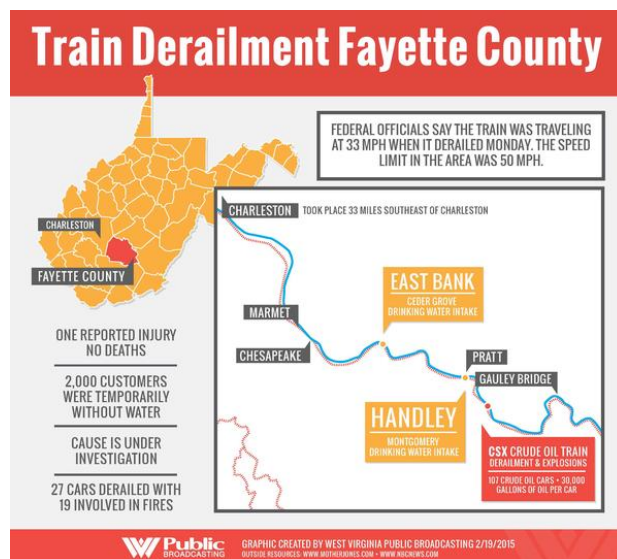 Train Derailment Fayette County
FEDERAL OFFICIALS SAY THE TRAIN WAS TRAVELING
AT 33 MPH WHEN IT DERAILED MONDAY. THE SPEED
LIMIT IN THE AREA WAS 50 MPH.
CHARLESTON
FAYETTE COUNTY
ONE REPORTED INJURY
NO DEATHS
2,000 CUSTOMERS
WERE TEMPORARILY
WITHOUT WATER
CAUSE IS UNDER
INVESTIGATION
27 CARS DERAILED WITH
19 INVOLVED IN FIRES
CHARLESTON TOOK PLACE 33 MILES SOUTHEAST OF CHARLESTON
MARMET
CHESAPEAKE
EAST BANK
CEDER GROVE
DRINKING WATER INTAKE
PRATT
GAULEY BRIDGE
HANDLEY
MONTGOMERY
DRINKING WATER INTAKE
CSX CRUDE OIL TRAIN
DERAILMENT & EXPLOSIONS
107 CRUDE OIL CARS • 30,000
GALLONS OF OIL PER CAR
WV Public
BROADCASTING
GRAPHIC CREATED BY WEST VIRGINIA PUBLIC BROADCASTING 2/19/2015
OUTSIDE RESOURCES: WWW.MOTHERJONES.COM • WWW.NBCNEWS.COM